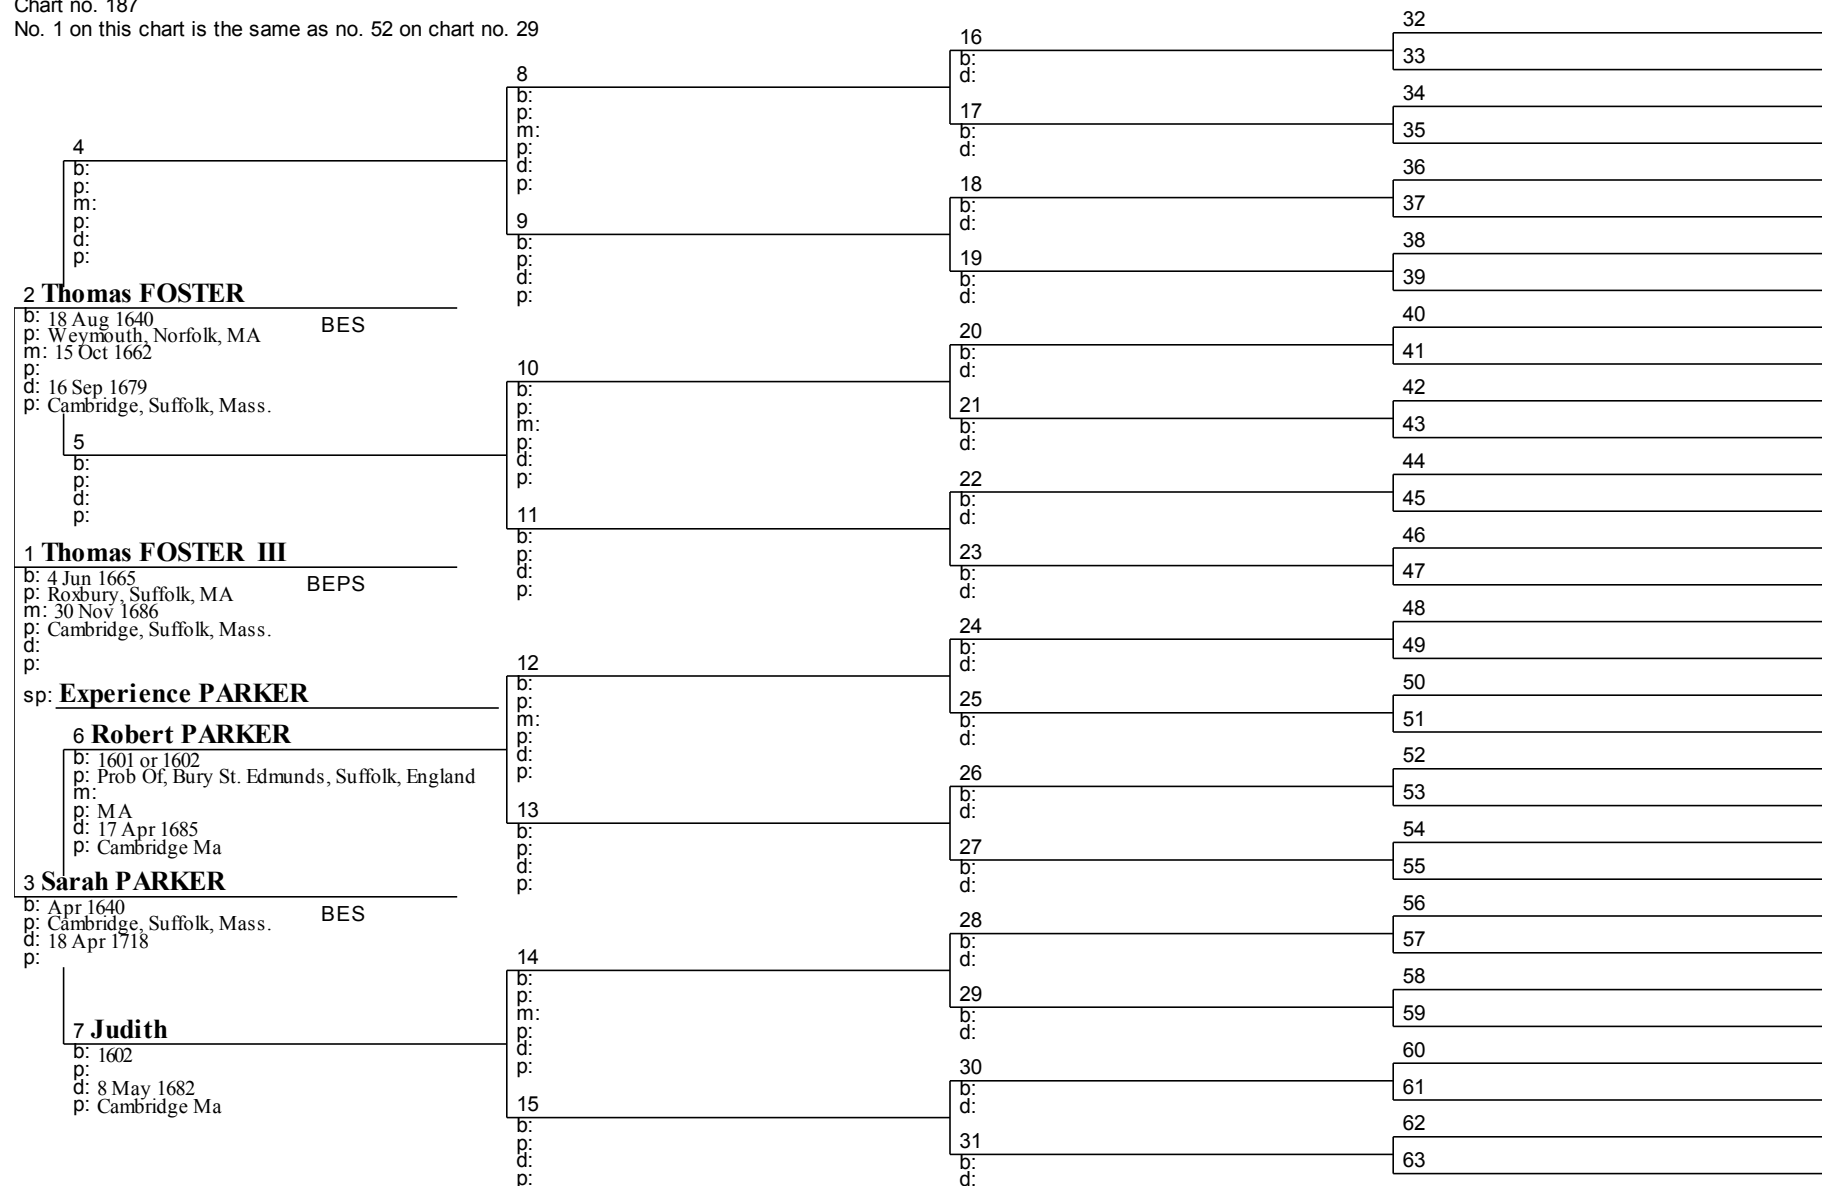 Chart no. 187
No. 1 on this chart is the same as no. 52 on chart no. 29
4
b:
p:
m:
p:
d:
p:
2 Thomas FOSTER
b: 18 Aug 1640
BES
p: Weymouth, Norfolk, MA
m: 15 Oct 1662
p:
d: 16 Sep 1679
p: Cambridge, Suffolk, Mass.
5
b:
p:
d:
p:
1 Thomas FOSTER III
b: 4 Jun 1665
BEPS
p: Roxbury, Suffolk, MA
m: 30 Nov 1686
p: Cambridge, Suffolk, Mass.
d:
p:
sp: Experience PARKER
6 Robert PARKER
b: 1601 or 1602
p: Prob Of, Bury St. Edmunds, Suffolk, England
m:
p: MA
d: 17 Apr 1685
p: Cambridge Ma
3 Sarah PARKER
b: Apr 1640
BES
p: Cambridge, Suffolk, Mass.
d: 18 Apr 1718
p:
7 Judith
b: 1602
p:
d: 8 May 1682
p: Cambridge Ma
8
b:
p:
m:
p:
d:
p:
9
b:
p:
d:
p:
10
b:
p:
m:
p:
d:
p:
11
b:
p:
d:
p:
12
b:
p:
m:
p:
d:
p:
13
b:
p:
d:
p:
14
b:
p:
m:
p:
d:
p:
15
b:
p:
d:
p:
16
b:
d:
17
b:
d:
18
b:
d:
19
b:
d:
20
b:
d:
21
b:
d:
22
b:
d:
23
b:
d:
24
b:
d:
25
b:
d:
26
b:
d:
27
b:
d:
28
b:
d:
29
b:
d:
30
b:
d:
31
b:
d:
32
33
34
35
36
37
38
39
40
41
42
43
44
45
46
47
48
49
50
51
52
53
54
55
56
57
58
59
60
61
62
63